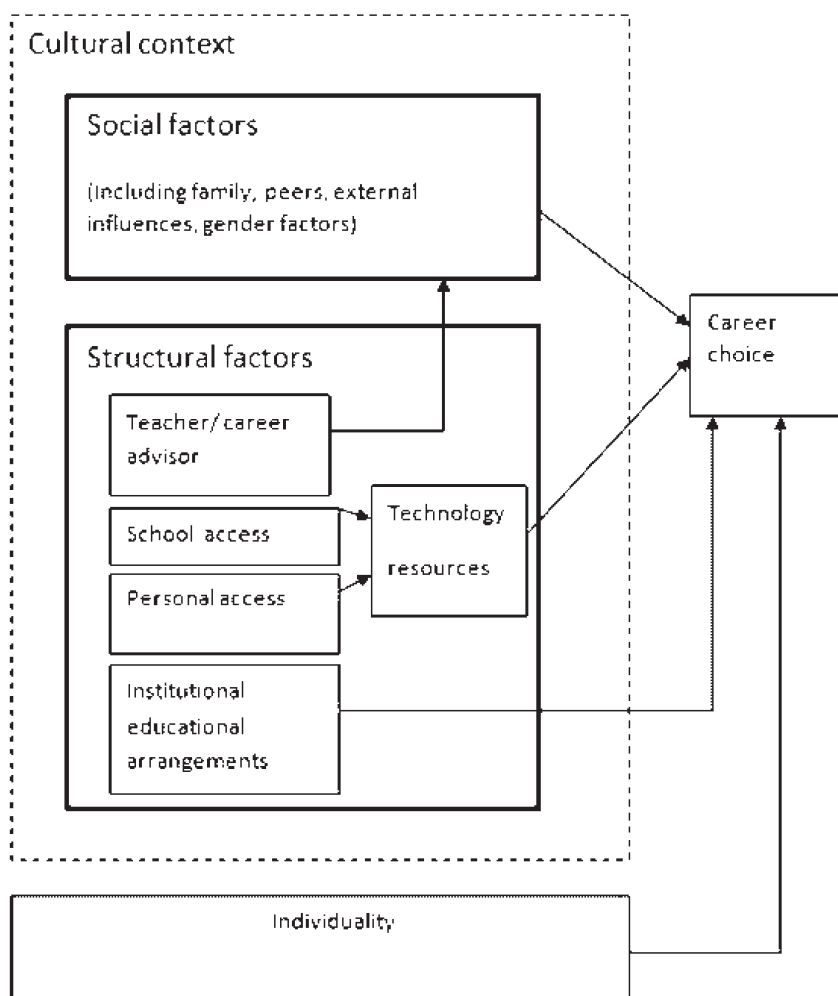 Cultural context
Social factors
(Including family, peers, external
influences, gender factors)
Career
choice
Structural factors
Teacher/ career
advisor
School access
Personal access
Technology
resources
Institutional
educational
arrangements
Individuality